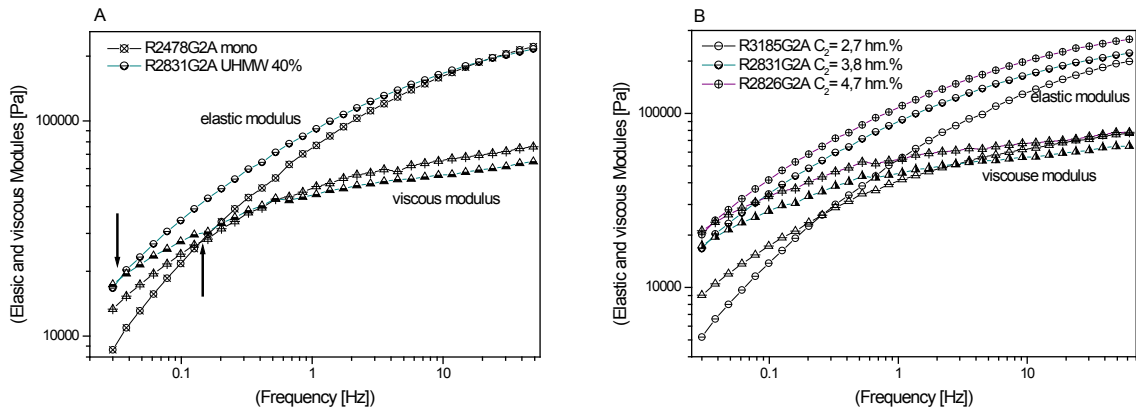 A
R2478G2A mono
R2831G2A UHMW 40%
elastic modulus
viscous modulus
(Elasic and viscous Modules [Pa])
100000
10000
0.1
1
10
(Frequency [Hz])
B
R3185G2A C2= 2,7 hm.%
R2831G2A C2= 3,8 hm.%
R2826G2A C2= 4,7 hm.%
elastic modulus
viscouse modulus
(Elastic and viscous Modules [Pa])
100000
10000
0.1
1
10
(Frequency [Hz])